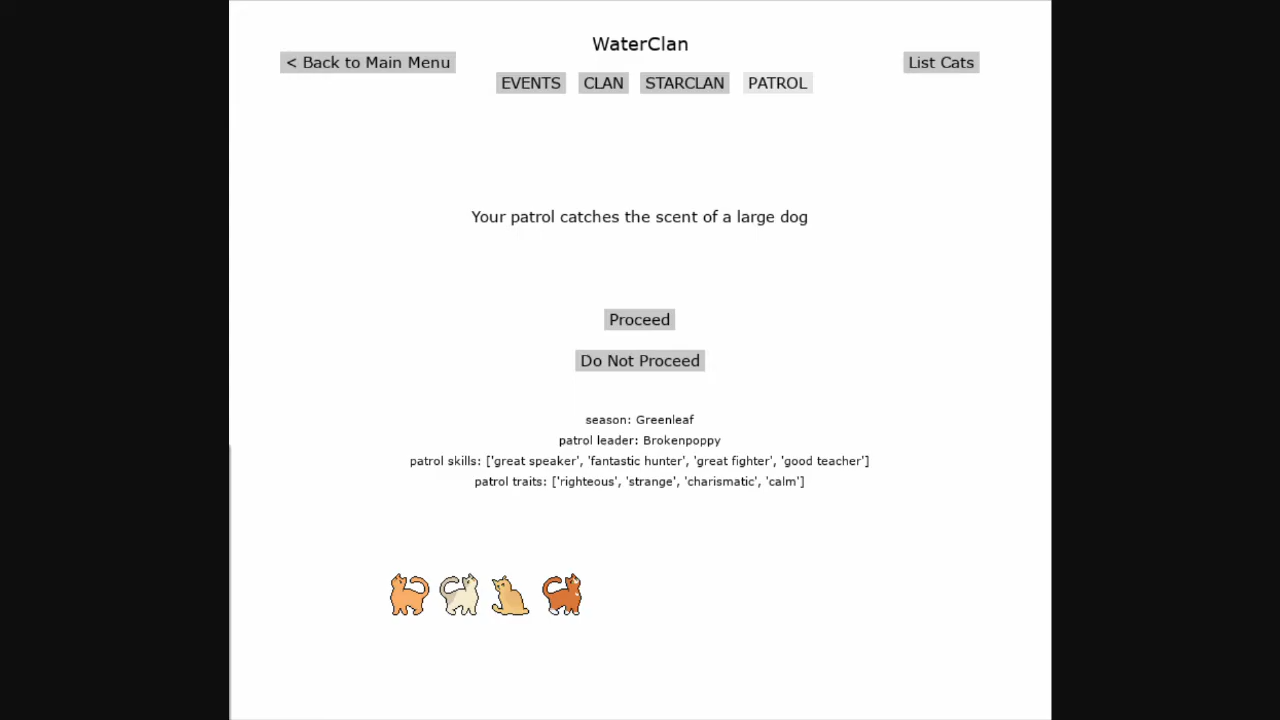 WaterClan
< Back to Main Menu
List Cats
EVENTS CLAN STARCLAN PATROL
Your patrol catches the scent of a large dog
Proceed
Do Not Proceed
season: Greenleaf
patrol leader: Brokenpoppy
patrol skills: ['great speaker', 'fantastic hunter', 'great fighter', 'good teacher']
patrol traits: ['righteous', 'strange', 'charismatic', 'calm']